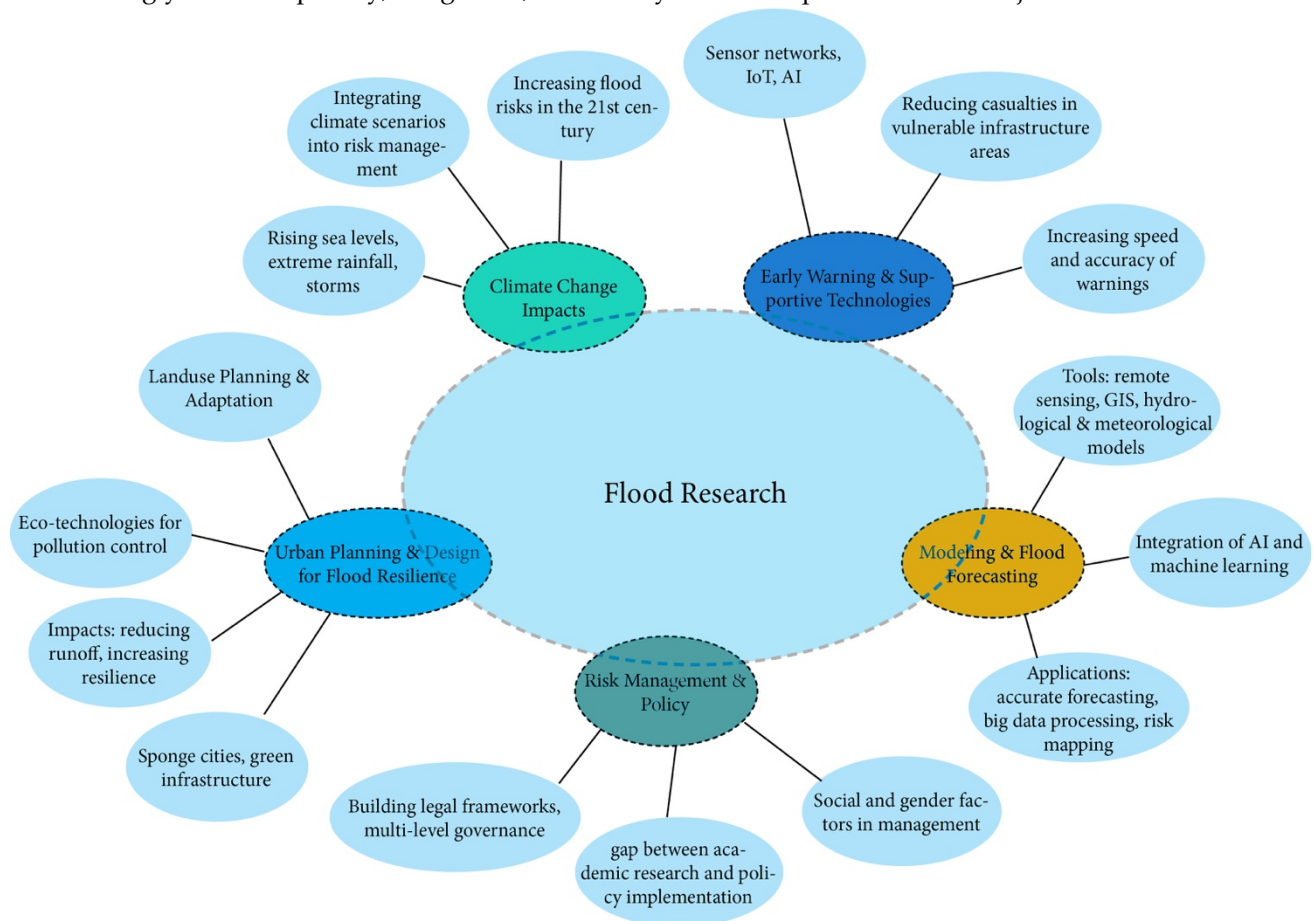 Sensor networks,
IoT, AI
Increasing flood
risks in the 21st cen-
tury
Integrating
climate scenarios
into risk manage-
ment
Reducing casualties in
vulnerable infrastructure
areas
Rising sea levels,
extreme rainfall,
storms
Climate Change
Impacts
Early Warning & Sup-
portive Technologies
Increasing speed
and accuracy of
warnings
Landuse Planning &
Adaptation
Tools: remote
sensing, GIS, hydro-
logical & meteorological
models
Flood Research
Eco-technologies for
pollution control
Urban Planning & Design
for Flood Resilience
Modeling & Flood
Forecasting
Integration of AI and
machine learning
Impacts: reducing
runoff, increasing
resilience
Risk Management &
Policy
Applications:
accurate forecasting,
big data processing, risk
mapping
Sponge cities, green
infrastructure
Building legal frameworks,
multi-level governance
gap between aca-
demic research and poli-
cy implementation
Social and gender fac-
tors in management